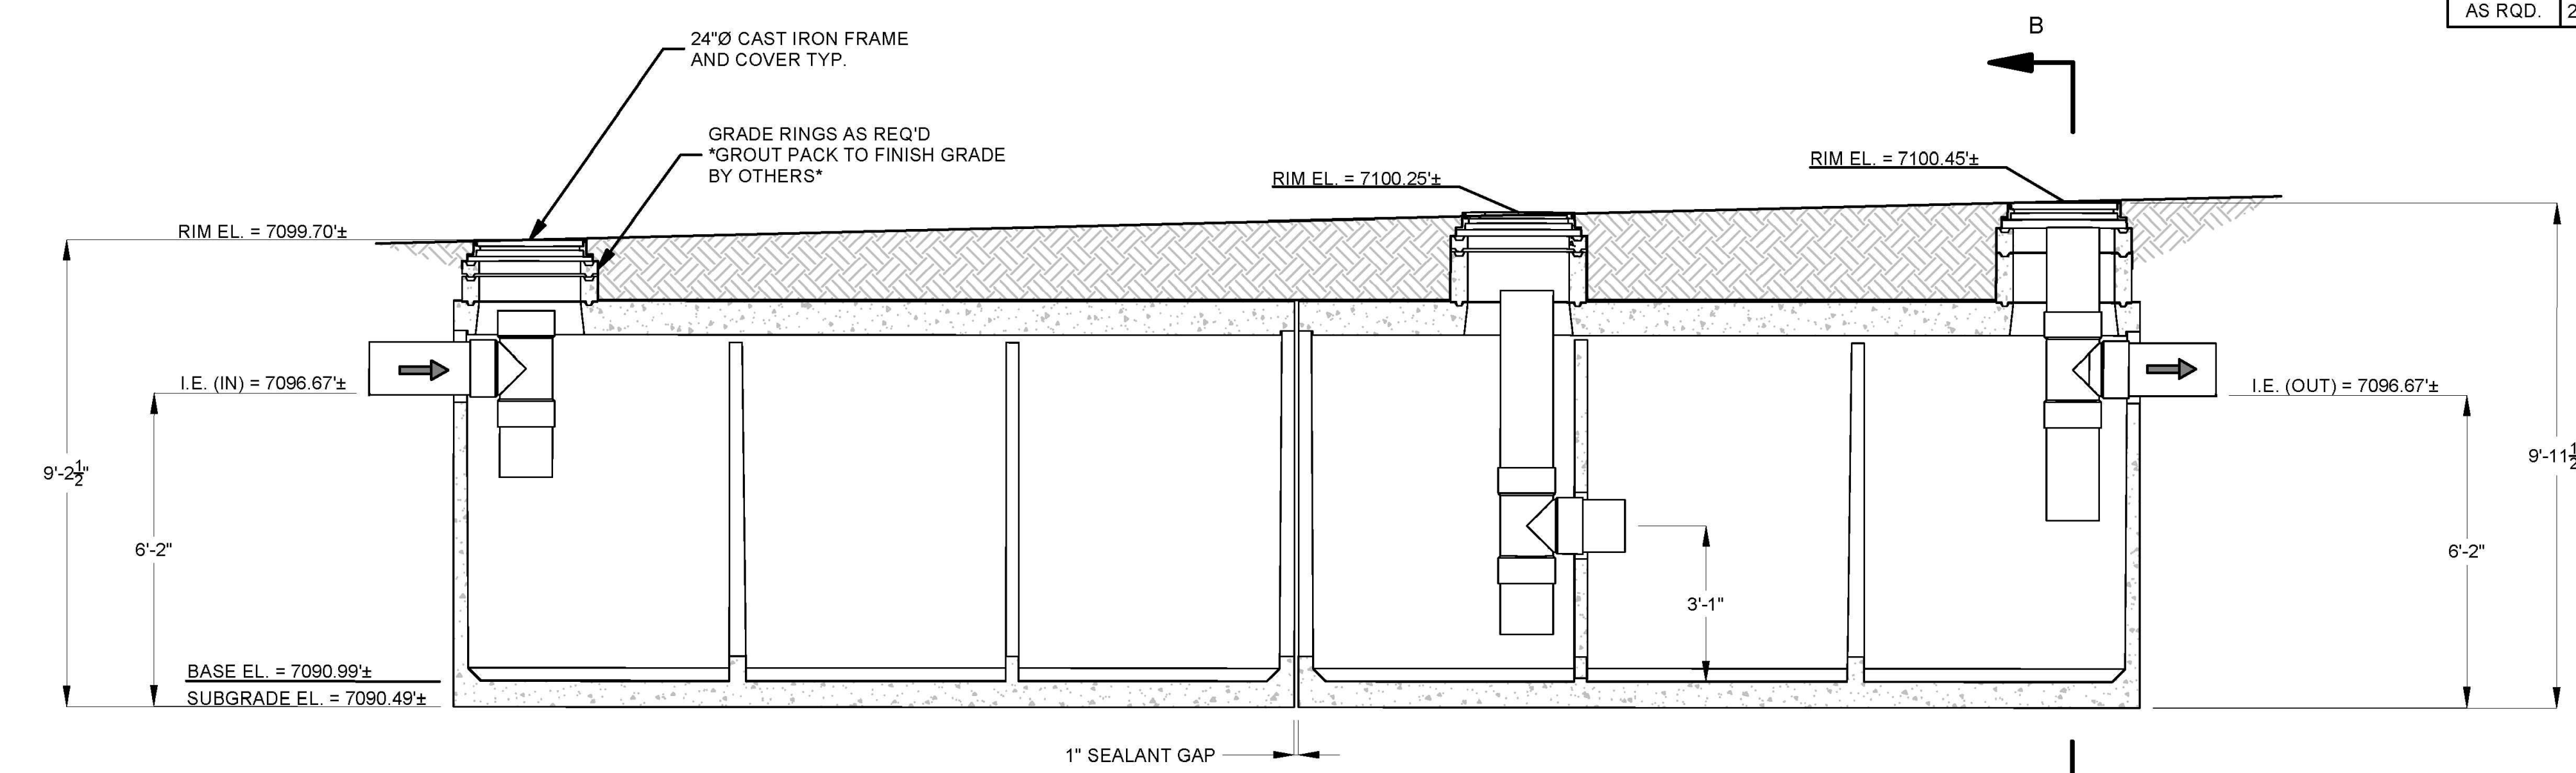 AS RQD.
B
24"Ø CAST IRON FRAME
AND COVER TYP.
GRADE RINGS AS REQ'D
*GROUT PACK TO FINISH GRADE
BY OTHERS*
RIM EL. = 7100.45'±
RIM EL. = 7100.25'±
RIM EL. = 7099.70'±
I.E. (IN) = 7096.67'±
I.E. (OUT) = 7096.67'±
9'-2½"
9'-11½
6'-2"
6'-2"
3'-1"
BASE EL. = 7090.99'±
SUBGRADE EL. = 7090.49'±
1" SEALANT GAP